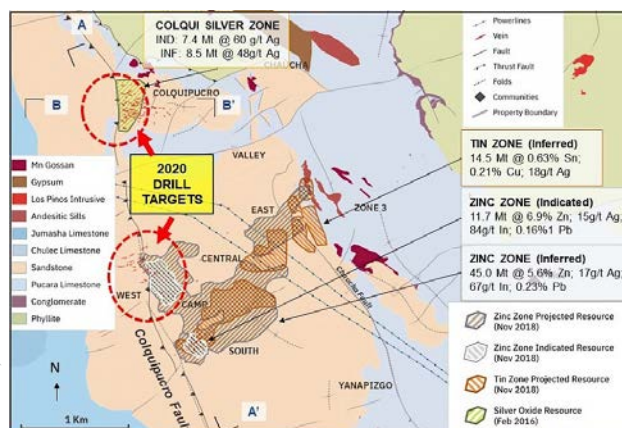 A
COLQUI SILVER ZONE
IND: 7.4 Mt @ 60 g/t Ag
INF: 8.5 Mt @ 48g/t Ag
CHAUCHA
COLQUIPUCRO
B
B'
Powerlines
Vein
Fault
Thrust Fault
Folds
Communities
Property Boundary
VALLEY
2020
DRILL
TARGETS
EAST
ZONE 3
CENTRAL
WEST
CAMP
SOUTH
Chaucha Fault
YANAPIZGO
Colquipucro Fault
A'
N
1 Km
Mn Gossan
Gypsum
Los Pinos Intrusive
Andesitic Sills
Jumasha Limestone
Chulec Limestone
Sandstone
Pucara Limestone
Conglomerate
Phyllite
TIN ZONE (Inferred)
14.5 Mt @ 0.63% Sn;
0.21% Cu; 18g/t Ag
ZINC ZONE (Indicated)
11.7 Mt @ 6.9% Zn; 15g/t Ag;
84g/t In; 0.16%1 Pb
ZINC ZONE (Inferred)
45.0 Mt @ 5.6% Zn; 17g/t Ag;
67g/t In; 0.23% Pb
Zinc Zone Projected Resource
(Nov 2018)
Zinc Zone Indicated Resource
(Nov 2018)
Tin Zone Projected Resource
(Nov 2018)
Silver Oxide Resource
(Feb 2016)